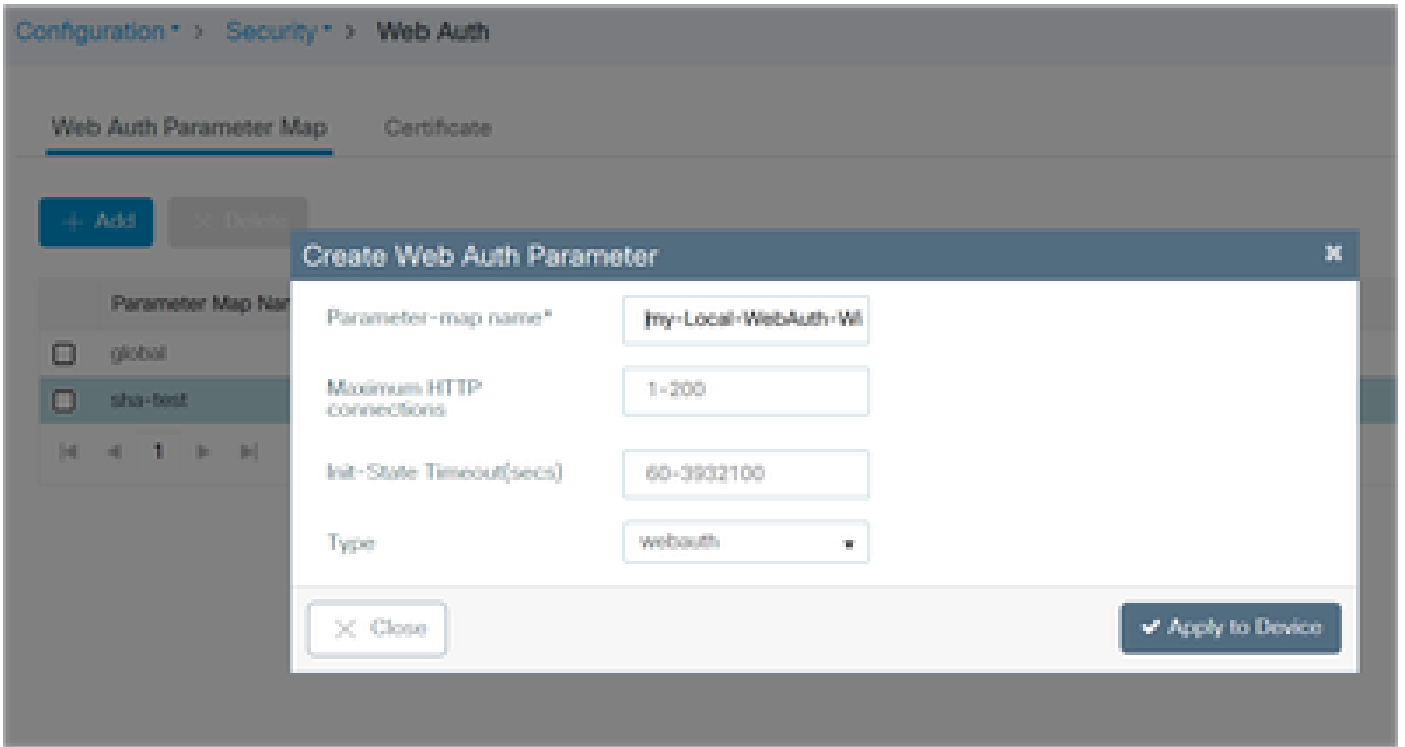 Configuration > Security > Web Auth
Web Auth Parameter Map Certificate
+ Add × Delete
Create Web Auth Parameter ×
Parameter Map Nar
Parameter-map name* my-Local-WebAuth-Wl
global
Maximum HTTP
connections 1-200
sha-test
1
Init-State Timeout(secs) 60-3932100
Type webauth
× Close ✔ Apply to Device